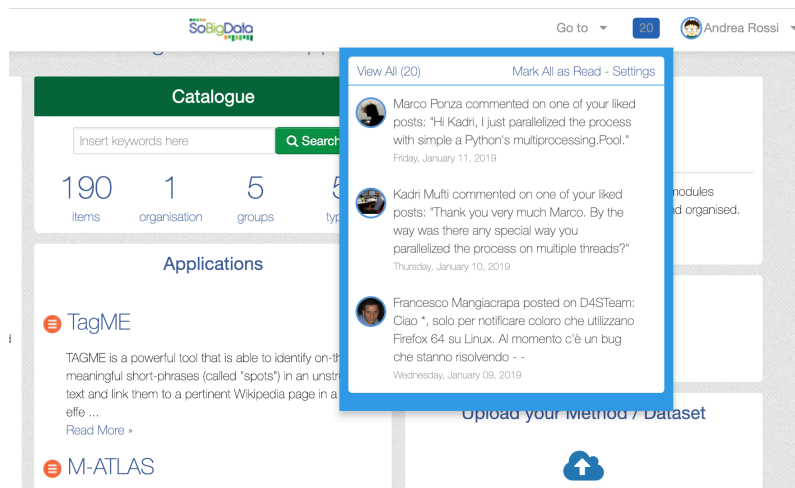 SoBigData
Go to
20
Andrea Rossi
View All (20)
Mark All as Read - Settings
Marco Ponza commented on one of your liked
posts: "Hi Kadri, I just parallelized the process
with simple a Python's multiprocessing.Pool."
Friday, January 11, 2019
Kadri Mufti commented on one of your liked
posts: "Thank you very much Marco. By the
way was there any special way you
parallelized the process on multiple threads?"
Thursday, January 10, 2019
Francesco Mangiacrapa posted on D4STeam:
Ciao *, solo per notificare coloro che utilizzano
Firefox 64 su Linux. Al momento c'è un bug
che stanno risolvendo - -
Wednesday, January 09, 2019
Catalogue
Insert keywords here
Search
190
items
1
organisation
5
groups
Applications
TagME
TAGME is a powerful tool that is able to identify on-th
meaningful short-phrases (called "spots") in an unstr
text and link them to a pertinent Wikipedia page in a
effe ...
Read More »
M-ATLAS
modules
organised.
Upload your Method / Dataset